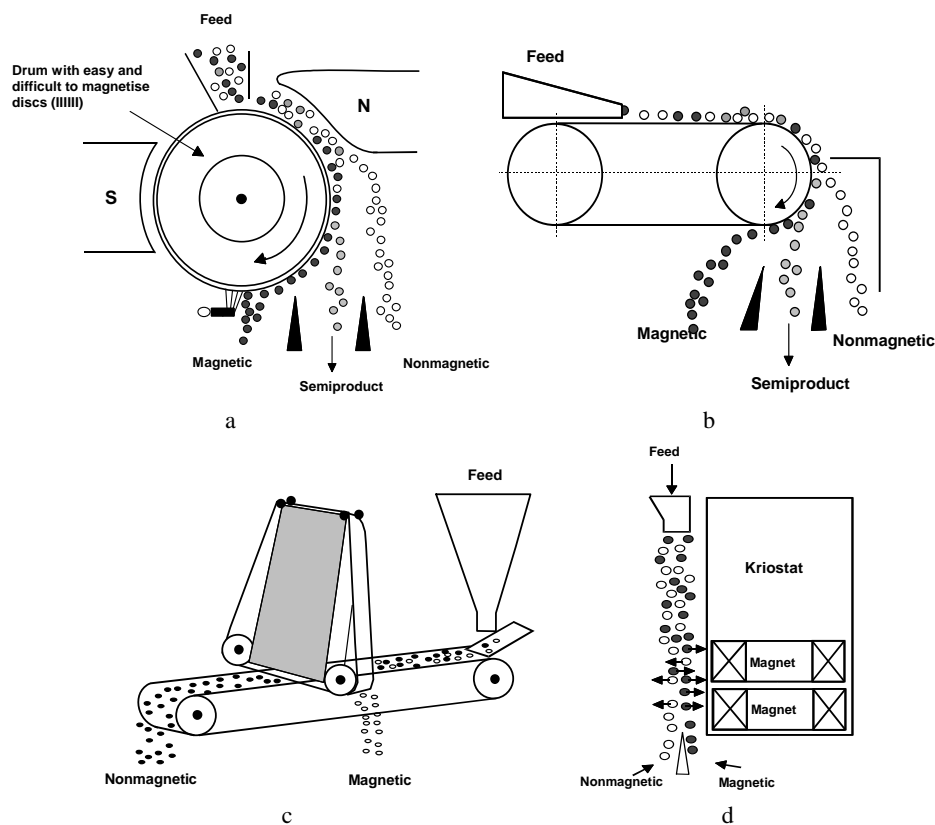 Feed
Drum with easy and
difficult to magnetise
discs (IIIIII)
N
S
Magnetic
Nonmagnetic
Semiproduct
a
Feed
Magnetic
Nonmagnetic
Semiproduct
b
Feed
Nonmagnetic
Magnetic
c
Feed
Kriostat
Magnet
Magnet
Nonmagnetic
Magnetic
d